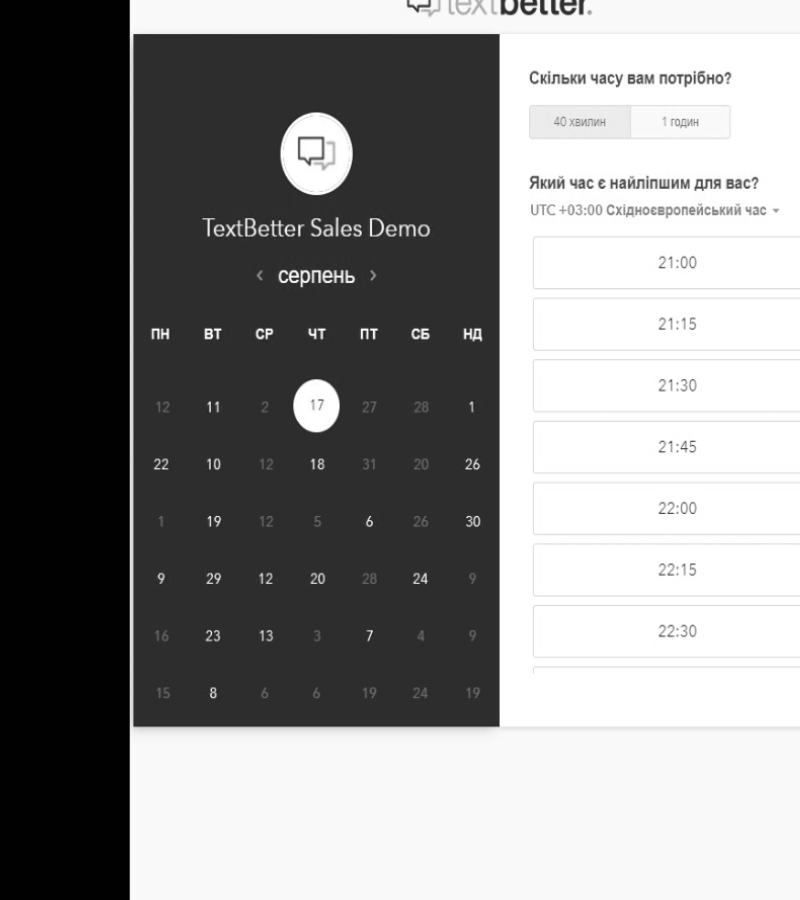 textbetter.
TextBetter Sales Demo
‹ серпень ›
ПН ВТ СР ЧТ ПТ СБ НД
12 11 2 17 27 28 1
22 10 12 18 31 20 26
1 19 12 5 6 26 30
9 29 12 20 28 24 9
16 23 13 3 7 4 9
15 8 6 6 19 24 19
Скільки часу вам потрібно?
40 хвилин 1 годин
Який час є найліпшим для вас?
UTC +03:00 Східноєвропейський час
21:00
21:15
21:30
21:45
22:00
22:15
22:30